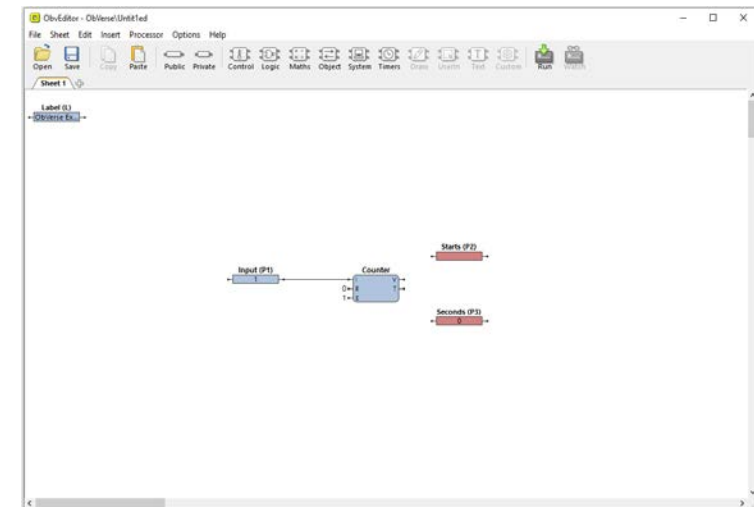 ObvEditor - ObVerse\Untit1ed
File Sheet Edit Insert Processor Options Help
Open Save Copy Paste Public Private Control Logic Maths Object System Timers Draw UserIn Text Custom Run Watch
Sheet 1
Label (L)
ObVerse Ex...
Starts (P2)
Input (P1)
1
Counter
I V
0 R T
1 E
Seconds (P3)
0